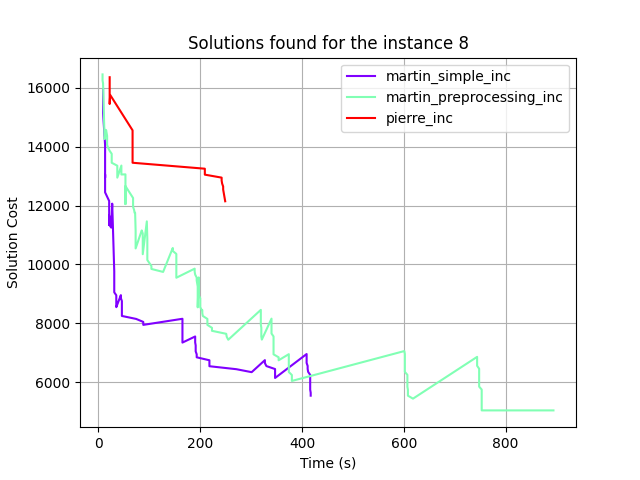 Solutions found for the instance 8
martin_simple_inc
martin_preprocessing_inc
pierre_inc
Solution Cost
16000
14000
12000
10000
8000
6000
0 200 400 600 800
Time (s)